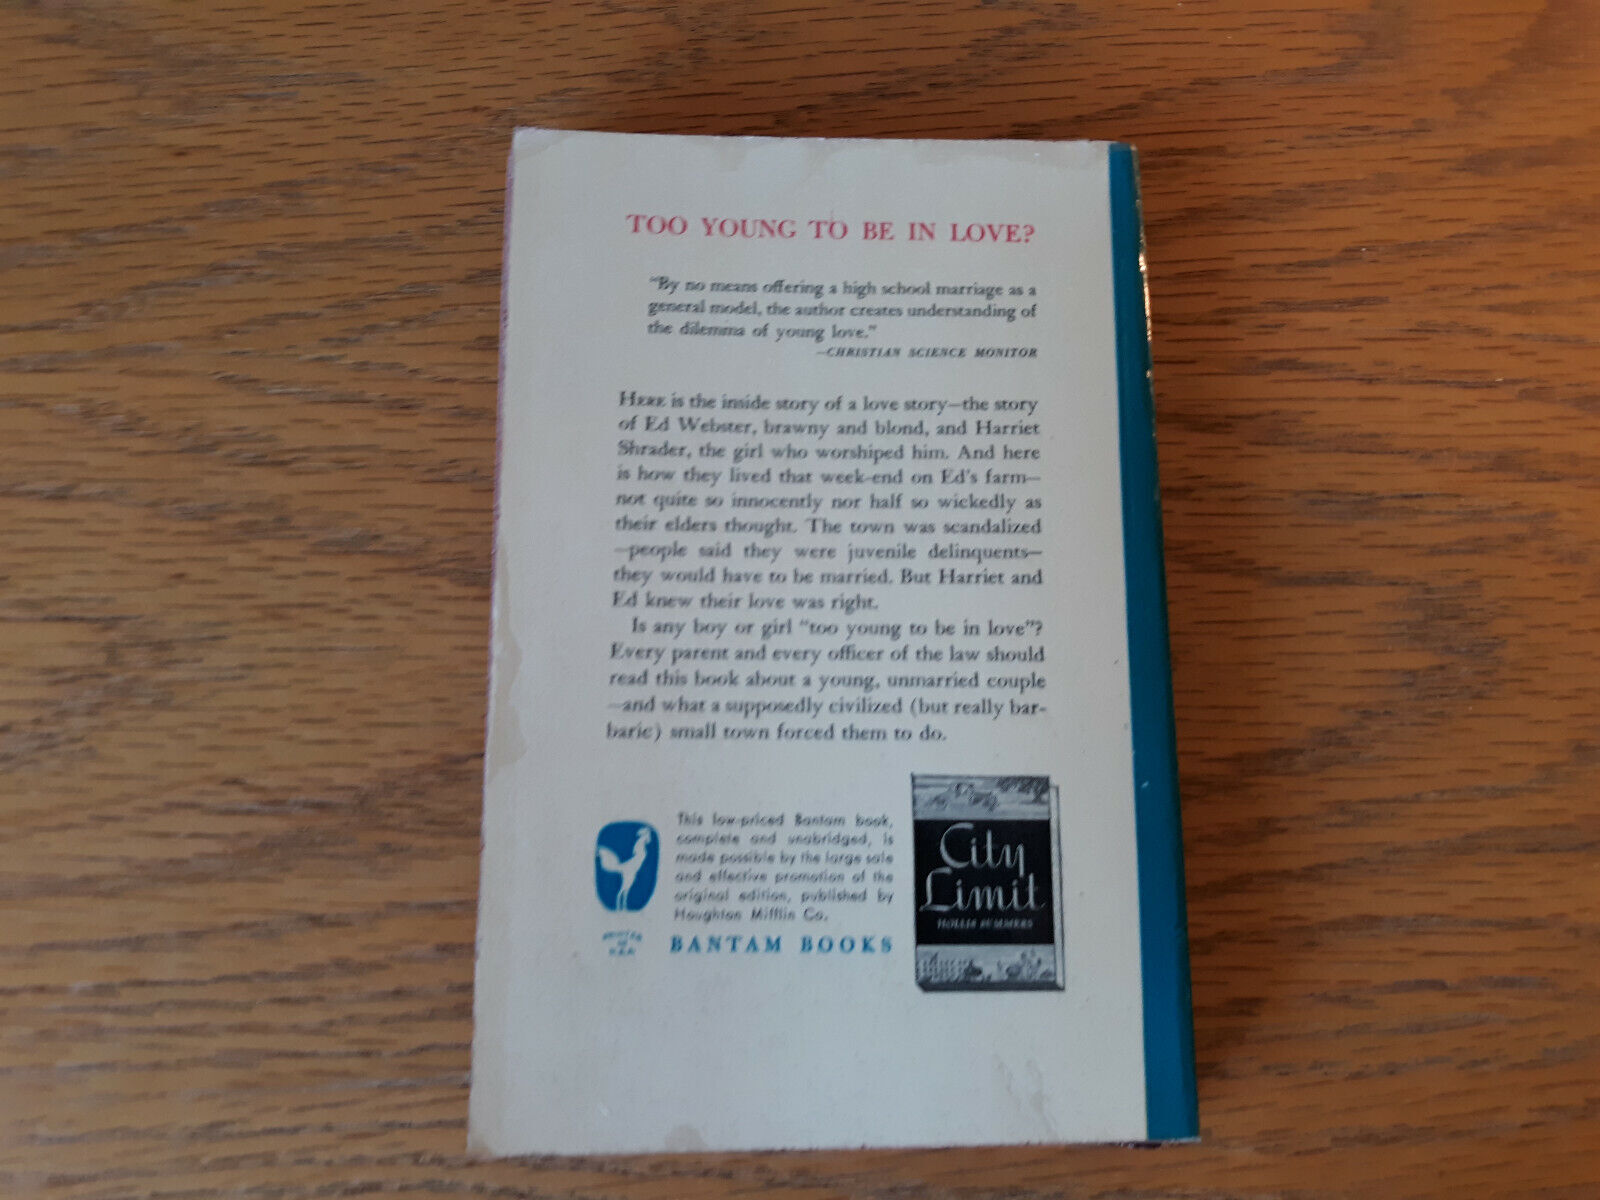 TOO YOUNG TO BE IN LOVE?
"By no means offering a high school marriage as a
general model, the author creates understanding of
the dilemma of young love."
—CHRISTIAN SCIENCE MONITOR
HERE is the inside story of a love story—the story
of Ed Webster, brawny and blond, and Harriet
Shrader, the girl who worshiped him. And here
is how they lived that week-end on Ed's farm—
not quite so innocently nor half so wickedly as
their elders thought. The town was scandalized
—people said they were juvenile delinquents—
they would have to be married. But Harriet and
Ed knew their love was right.
Is any boy or girl "too young to be in love"?
Every parent and every officer of the law should
read this book about a young, unmarried couple
—and what a supposedly civilized (but really bar-
baric) small town forced them to do.
This low-priced Bantam book,
complete and unabridged, is
made possible by the large sale
and effective promotion of the
original edition, published by
Houghton Mifflin Co.
PRINTED
IN
U.S.A.
BANTAM BOOKS
City
Limit
HOLLIS SUMMERS